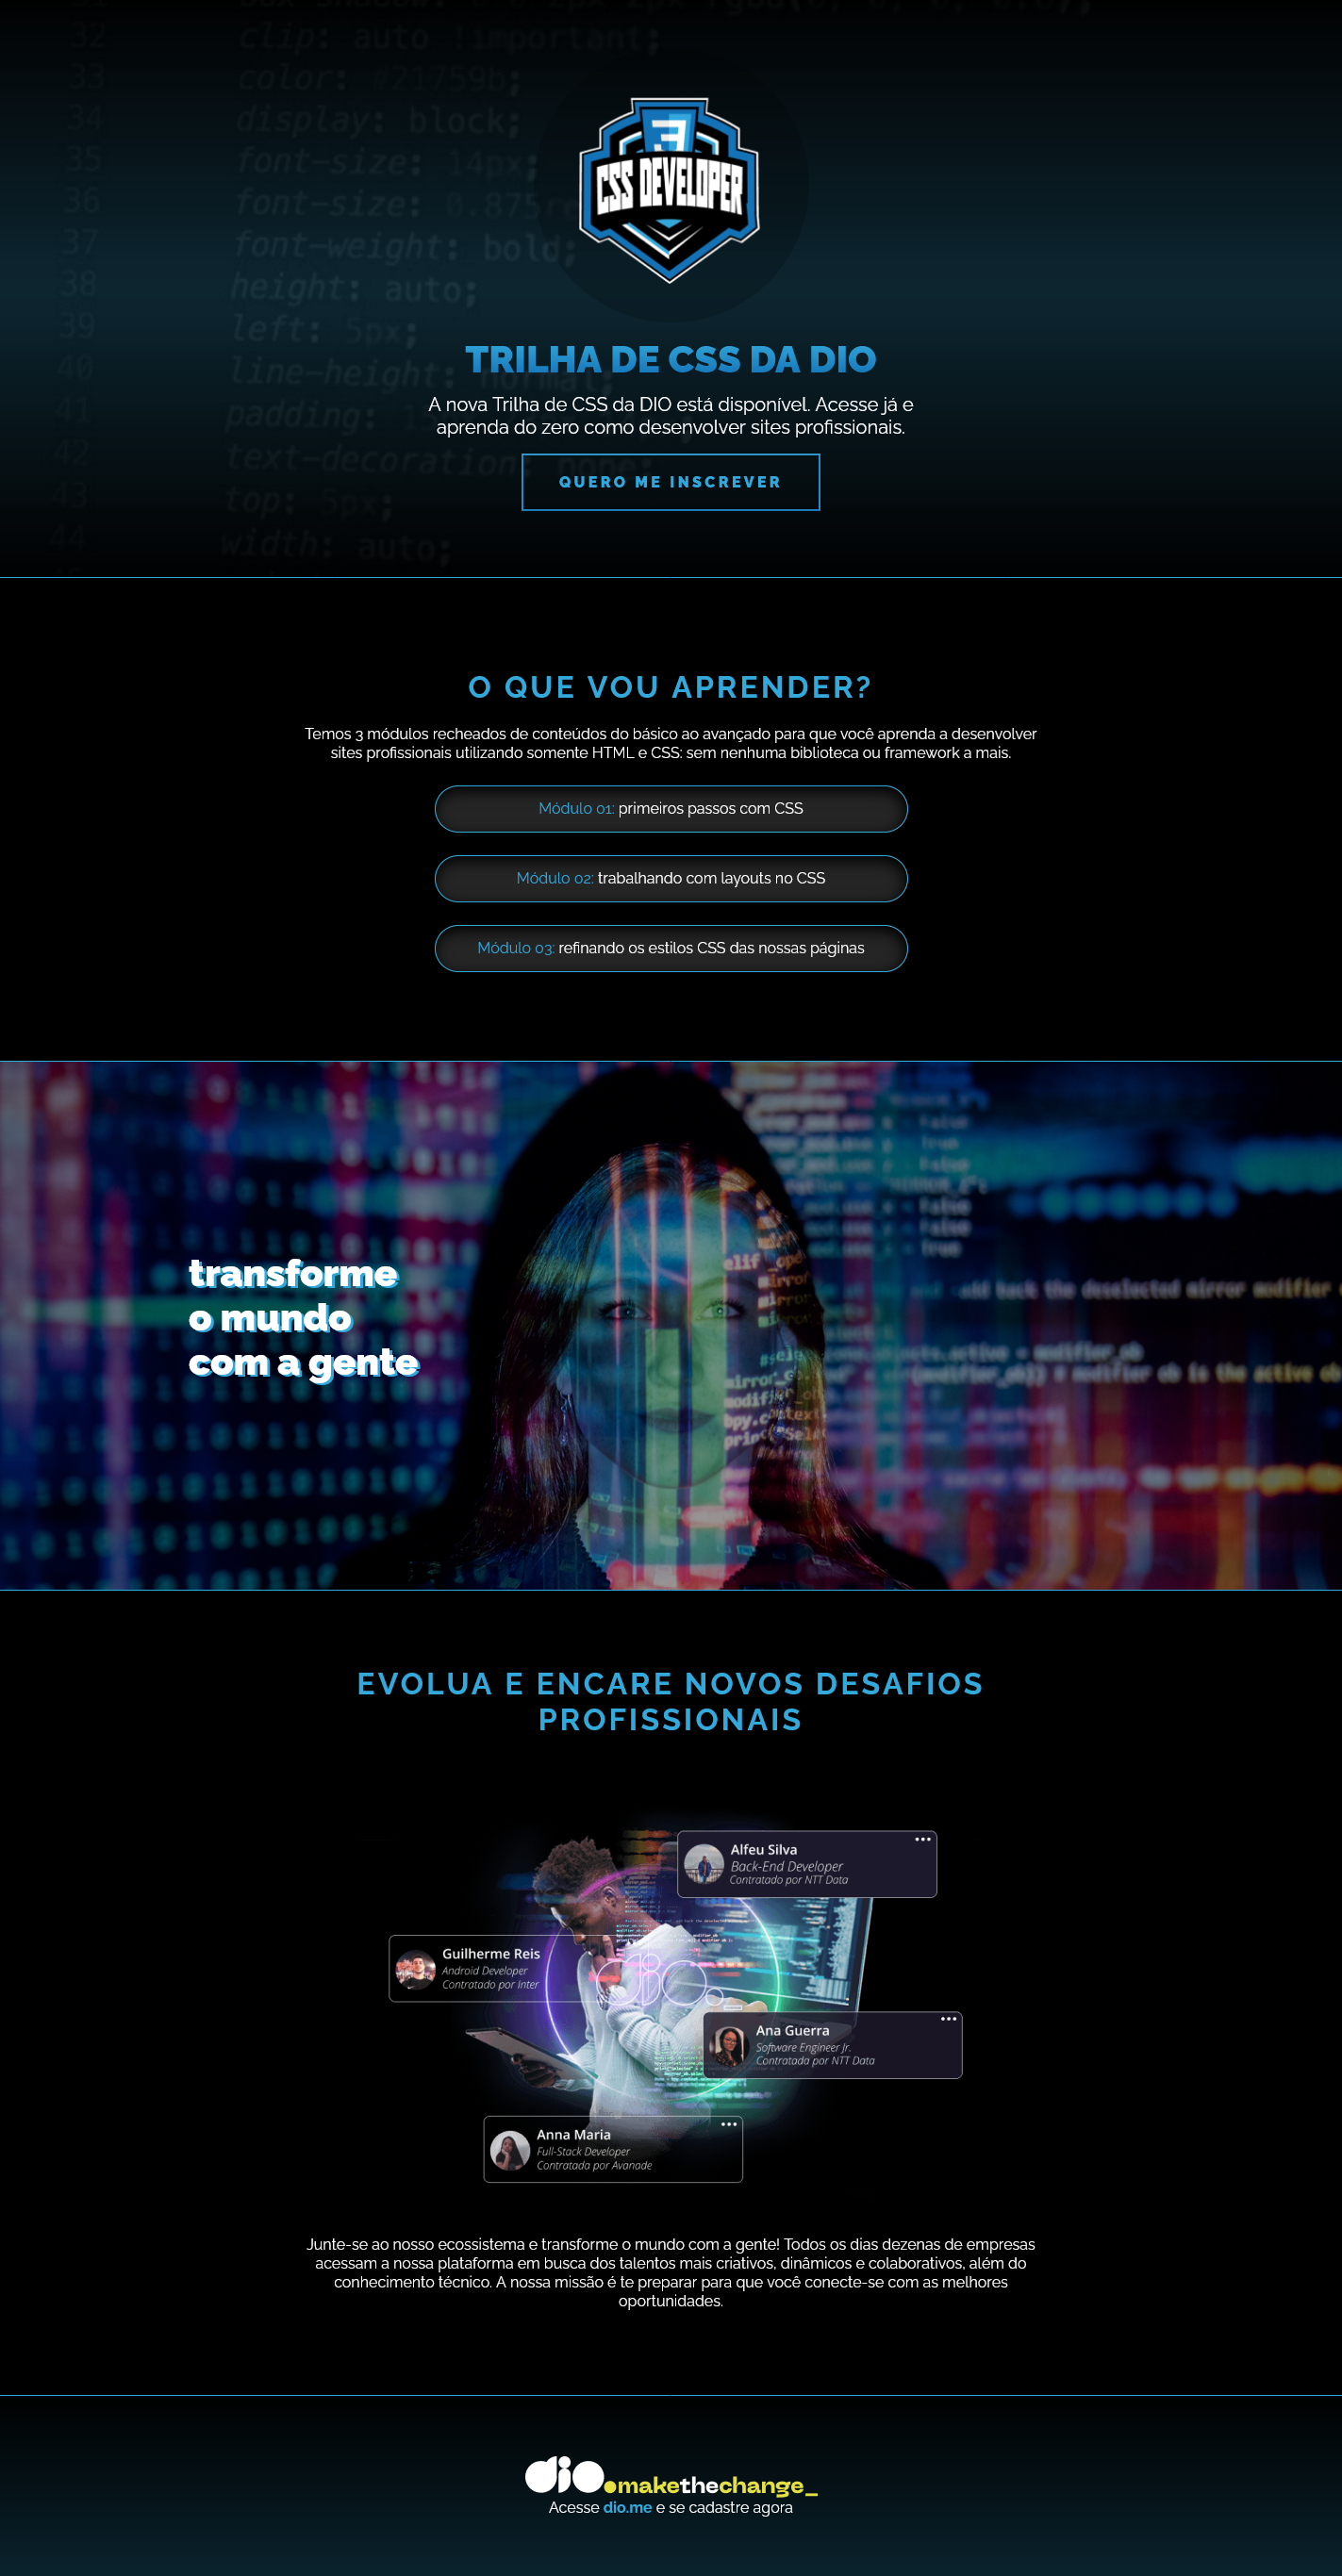 32 clip: auto !important;
33 color: #21759b;
34 display: block;
35 font-size: 14px;
36 font-size: 0.875r
37 font-weight: bold;
38 height: auto;
39 left: 5px;
40 line-height: normal;
41 padding:
42 text-decoration: none;
43 top: 5px;
44 width: auto;
3
CSS DEVELOPER
TRILHA DE CSS DA DIO
A nova Trilha de CSS da DIO está disponível. Acesse já e
aprenda do zero como desenvolver sites profissionais.
QUERO ME INSCREVER
O QUE VOU APRENDER?
Temos 3 módulos recheados de conteúdos do básico ao avançado para que você aprenda a desenvolver
sites profissionais utilizando somente HTML e CSS: sem nenhuma biblioteca ou framework a mais.
Módulo 01: primeiros passos com CSS
Módulo 02: trabalhando com layouts no CSS
Módulo 03: refinando os estilos CSS das nossas páginas
transforme
o mundo
com a gente
EVOLUA E ENCARE NOVOS DESAFIOS
PROFISSIONAIS
Alfeu Silva
Back-End Developer
Contratado por NTT Data
Guilherme Reis
Android Developer
Contratado por Inter
dio.
Ana Guerra
Software Engineer Jr.
Contratada por NTT Data
Anna Maria
Full-Stack Developer
Contratada por Avanade
Junte-se ao nosso ecossistema e transforme o mundo com a gente! Todos os dias dezenas de empresas
acessam a nossa plataforma em busca dos talentos mais criativos, dinâmicos e colaborativos, além do
conhecimento técnico. A nossa missão é te preparar para que você conecte-se com as melhores
oportunidades.
dio.makethechange_
Acesse dio.me e se cadastre agora